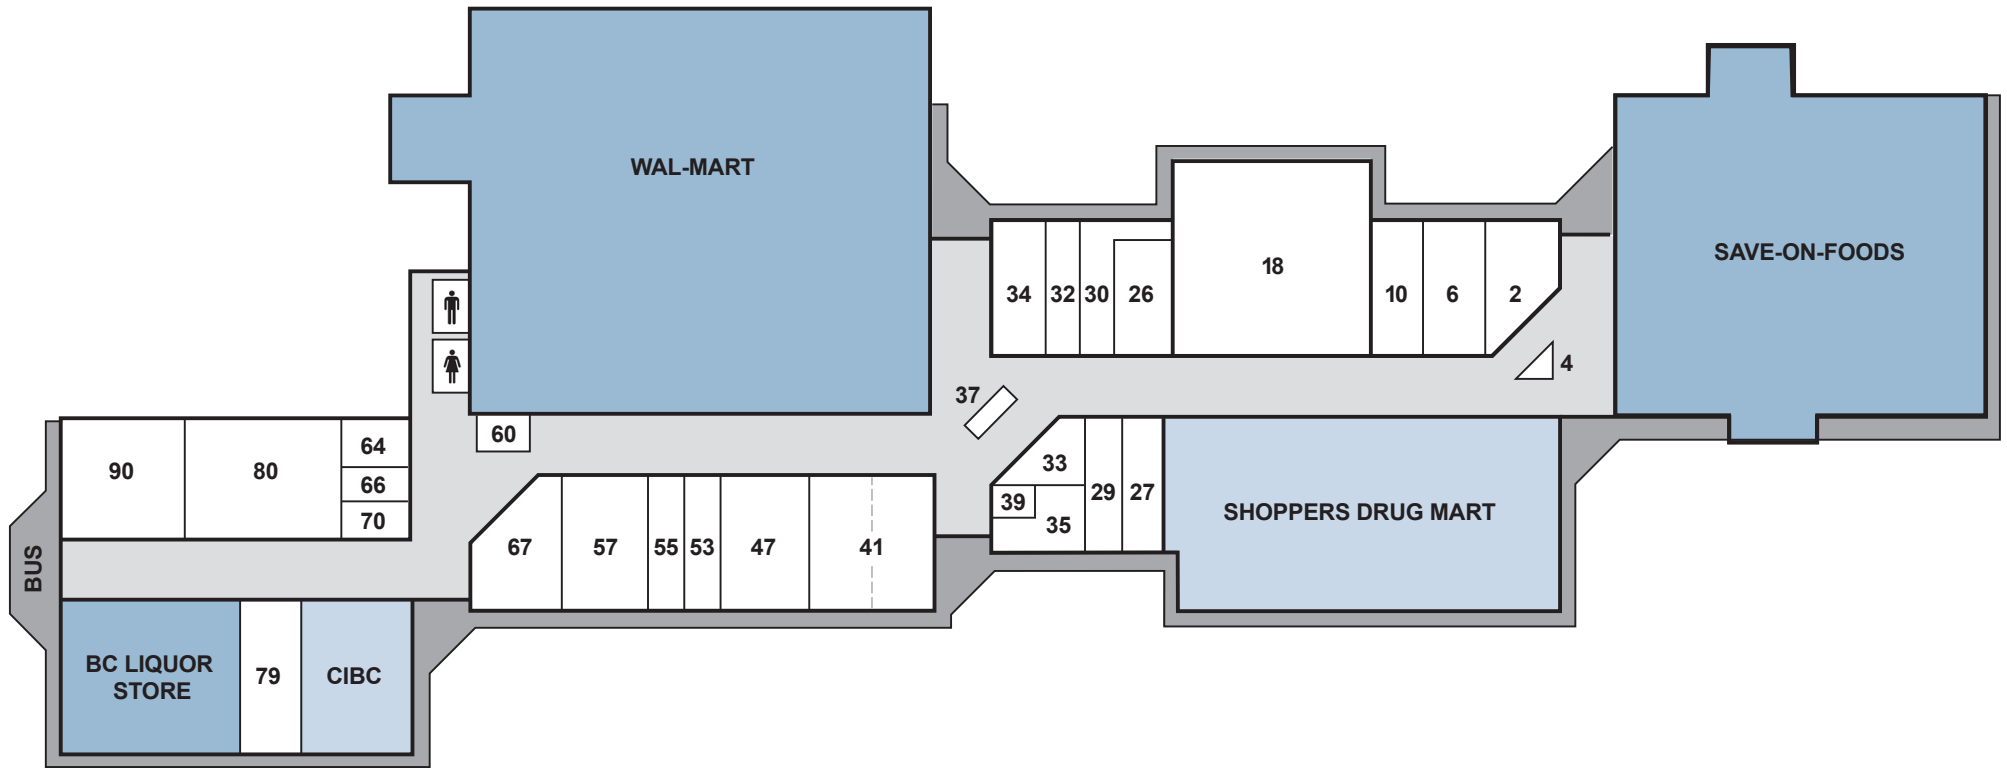 WAL-MART
SAVE-ON-FOODS
34 32 30 26
18
10 6 2
4
37
60
64
66
70
90
80
33
39
35
29 27
SHOPPERS DRUG MART
67 57 55 53 47 41
BUS
BC LIQUOR
STORE
79
CIBC